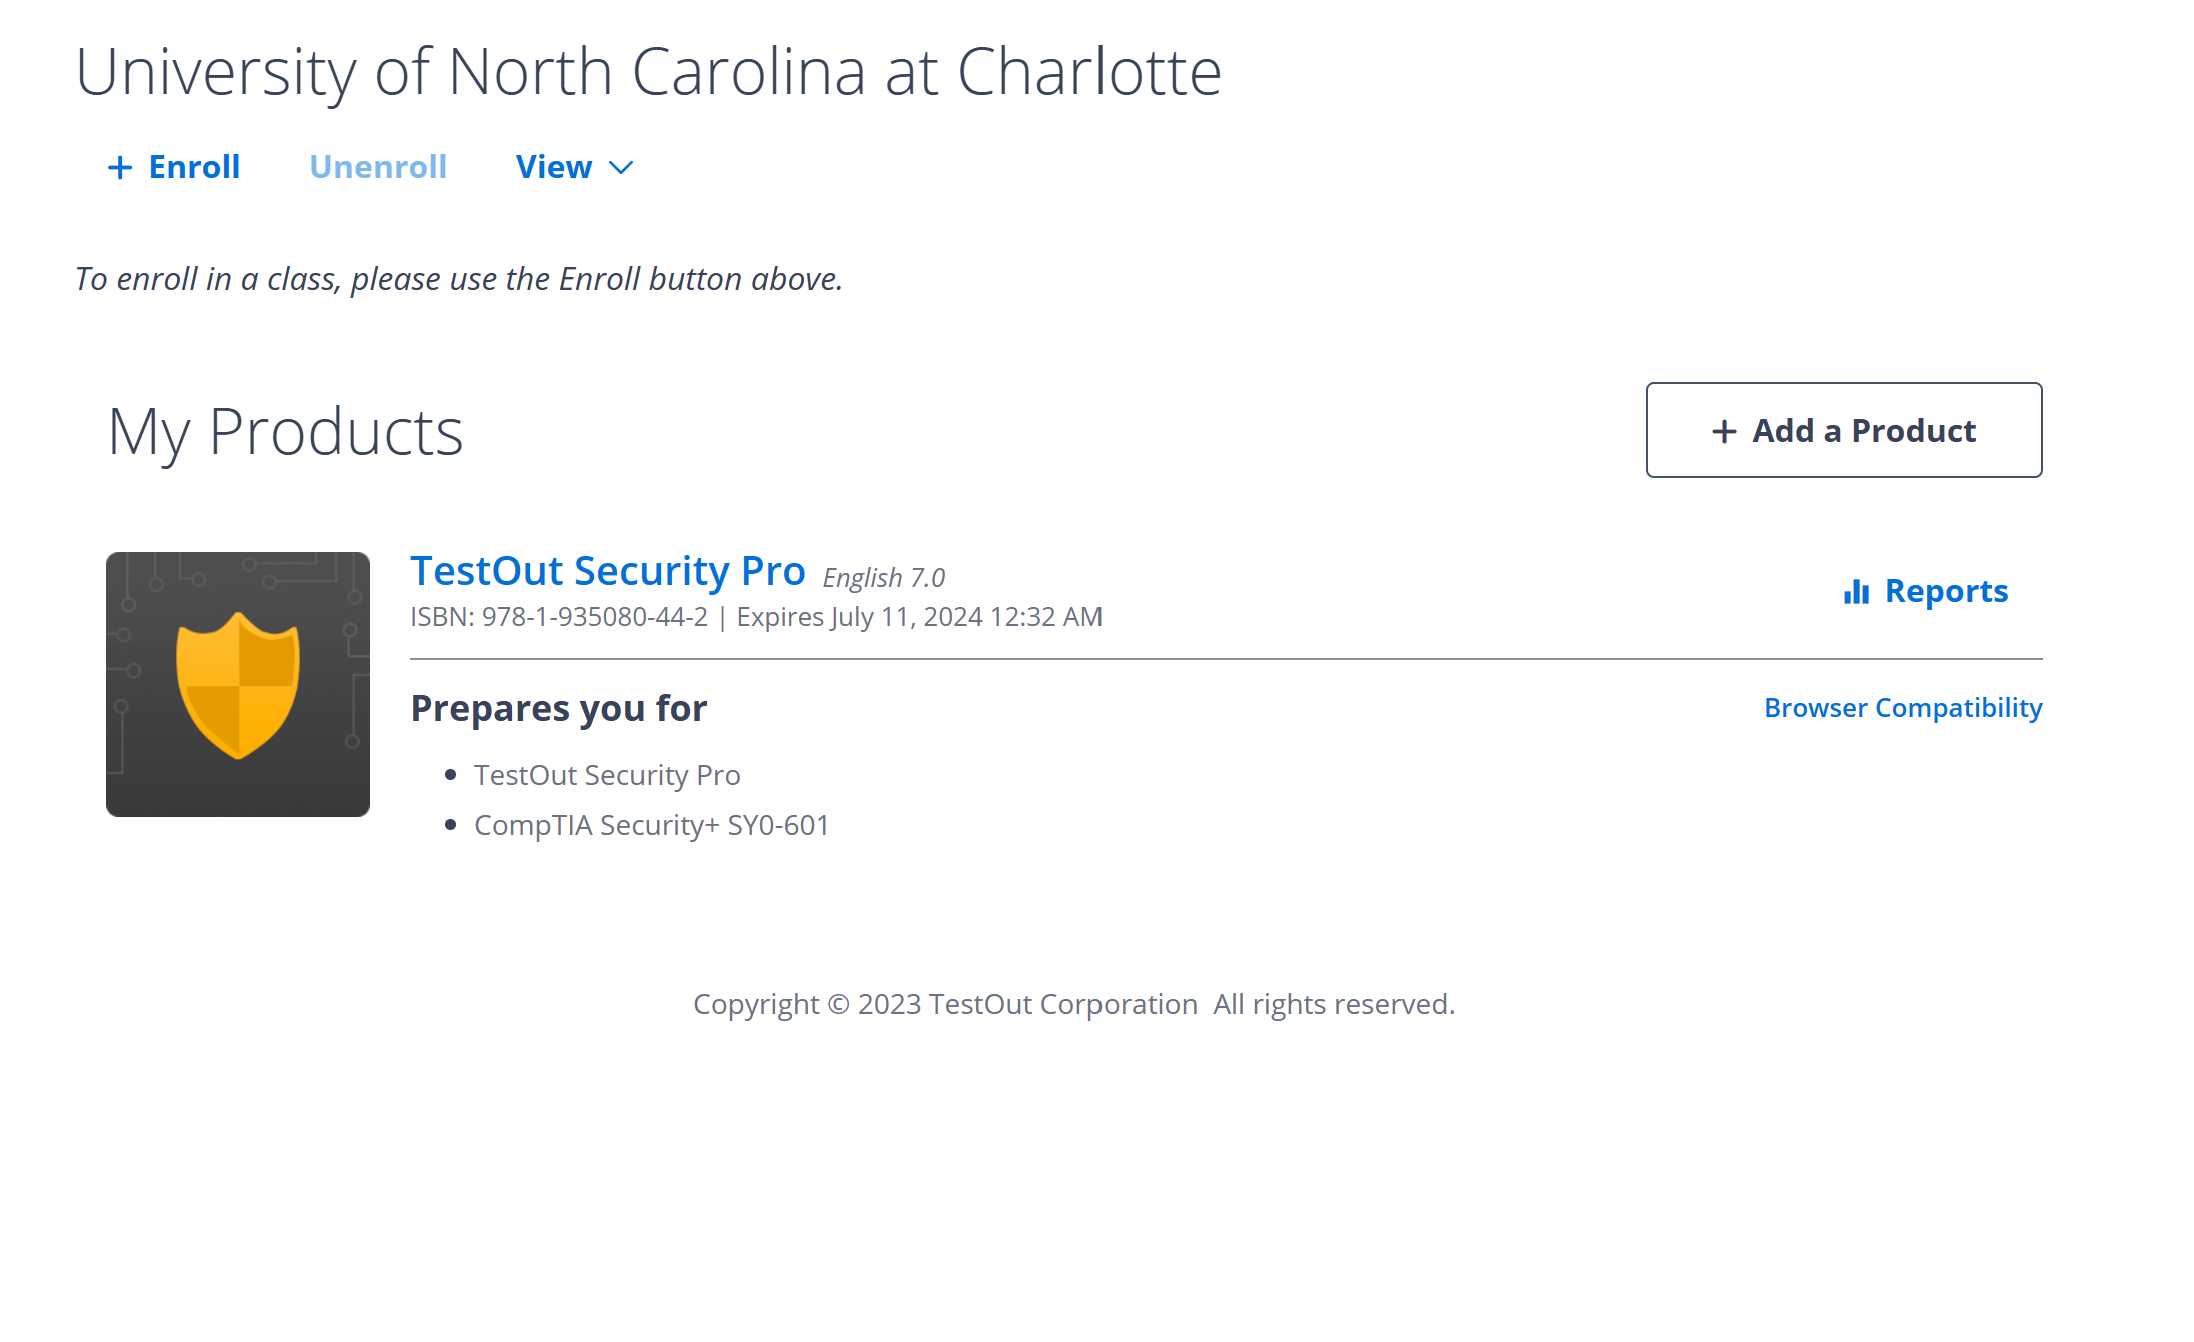 University of North Carolina at Charlotte
+ Enroll Unenroll View
To enroll in a class, please use the Enroll button above.
My Products
+ Add a Product
TestOut Security Pro English 7.0
ISBN: 978-1-935080-44-2 | Expires July 11, 2024 12:32 AM
Reports
Prepares you for
Browser Compatibility
• TestOut Security Pro
• CompTIA Security+ SY0-601
Copyright © 2023 TestOut Corporation All rights reserved.